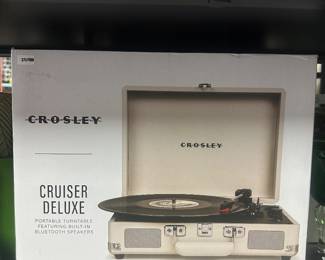 CROSLEY
CROSLEY
CRUISER
DELUXE
PORTABLE TURNTABLE
FEATURING BUILT-IN
BLUETOOTH SPEAKERS